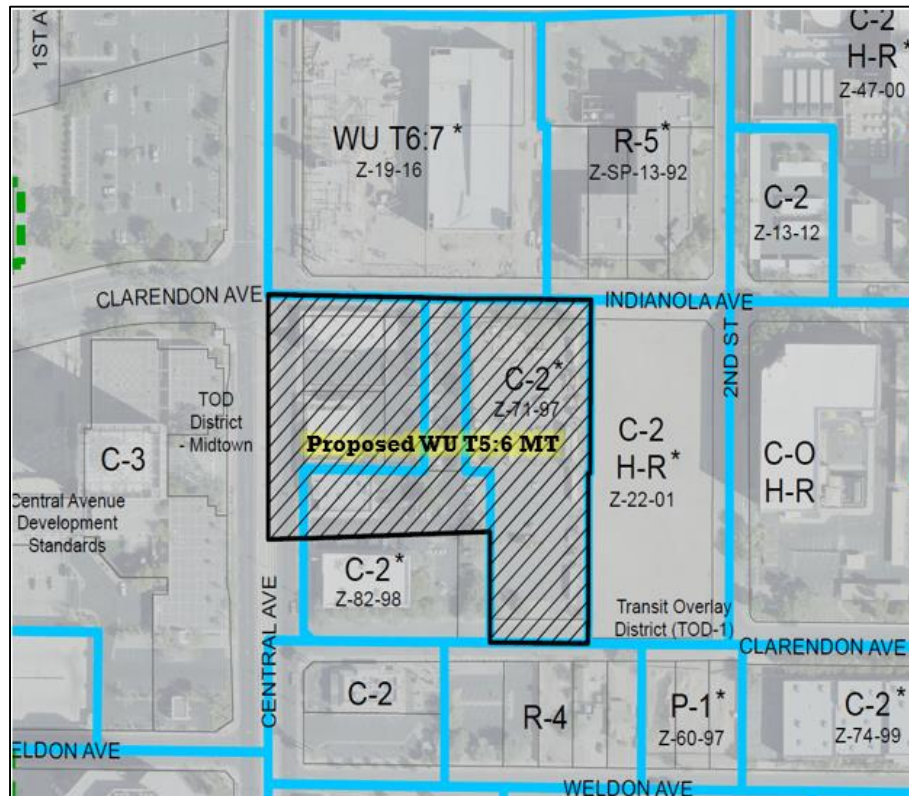 1ST A
C-2
H-R*
Z-47-00
WU T6:7 *
Z-19-16
R-5*
Z-SP-13-92
C-2
Z-13-12
CLARENDON AVE
INDIANOLA AVE
2ND ST
TOD
District
- Midtown
C-3
Central Avenue
Development
Standards
C-2*
Z-71-97
Proposed WU T5:6 MT
C-2
H-R*
Z-22-01
C-O
H-R
C-2*
Z-82-98
CENTRAL AVE
Transit Overlay
District (TOD-1)
CLARENDON AVE
C-2
R-4
P-1*
Z-60-97
C-2*
Z-74-99
ELDON AVE
WELDON AVE